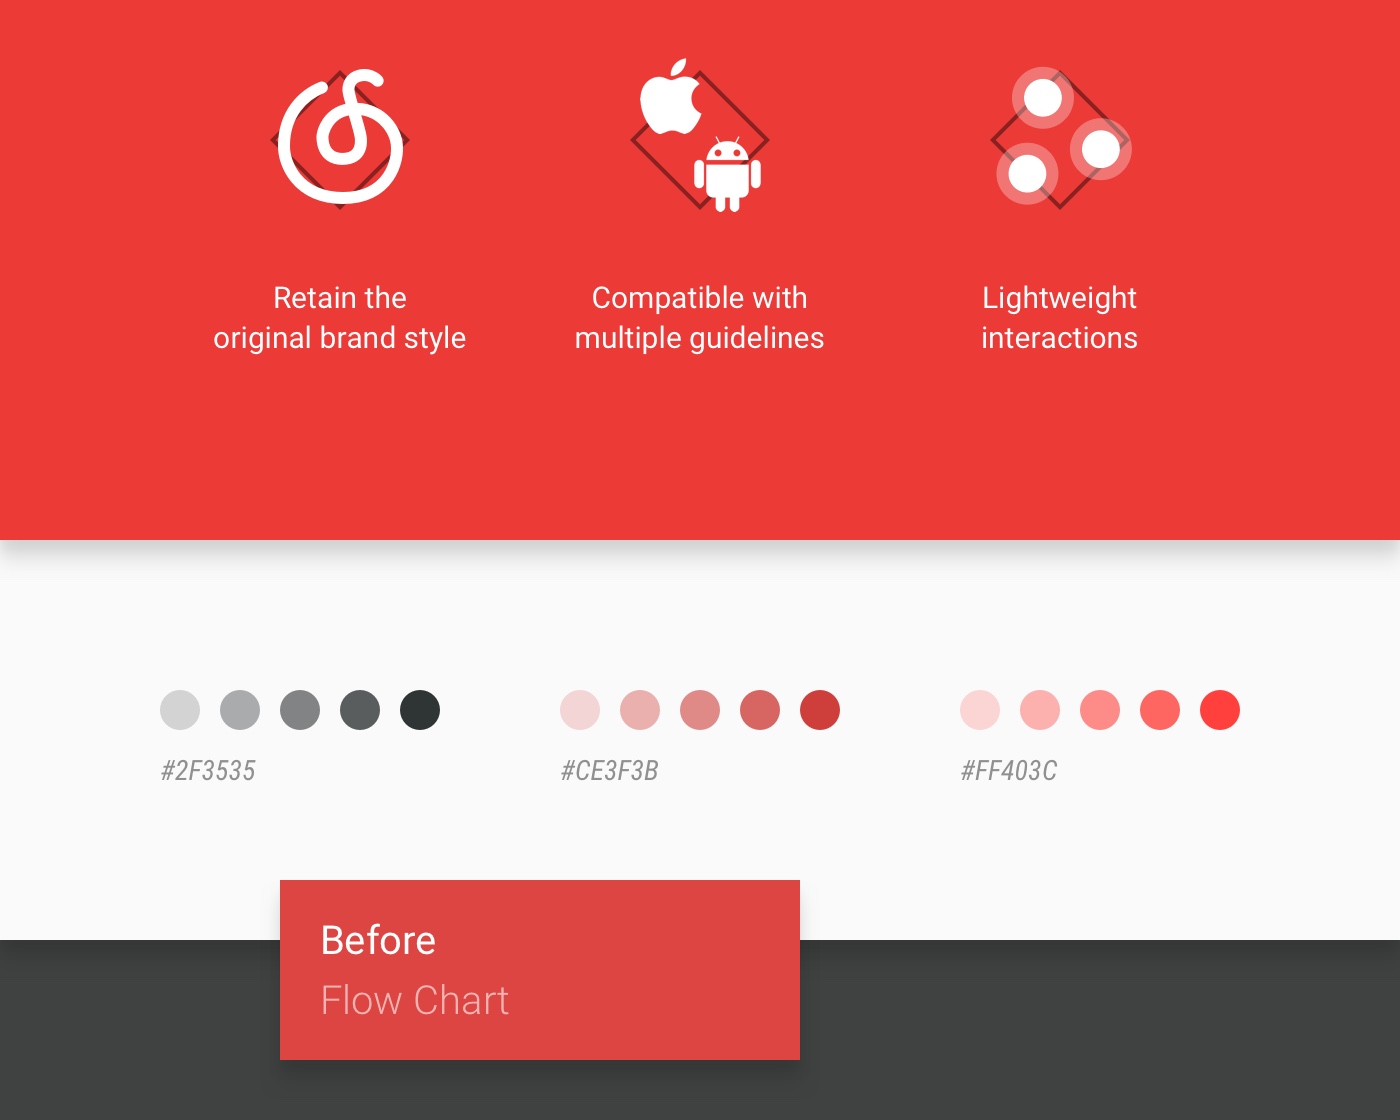 Retain the
original brand style
Compatible with
multiple guidelines
Lightweight
interactions
#2F3535
#CE3F3B
#FF403C
Before
Flow Chart